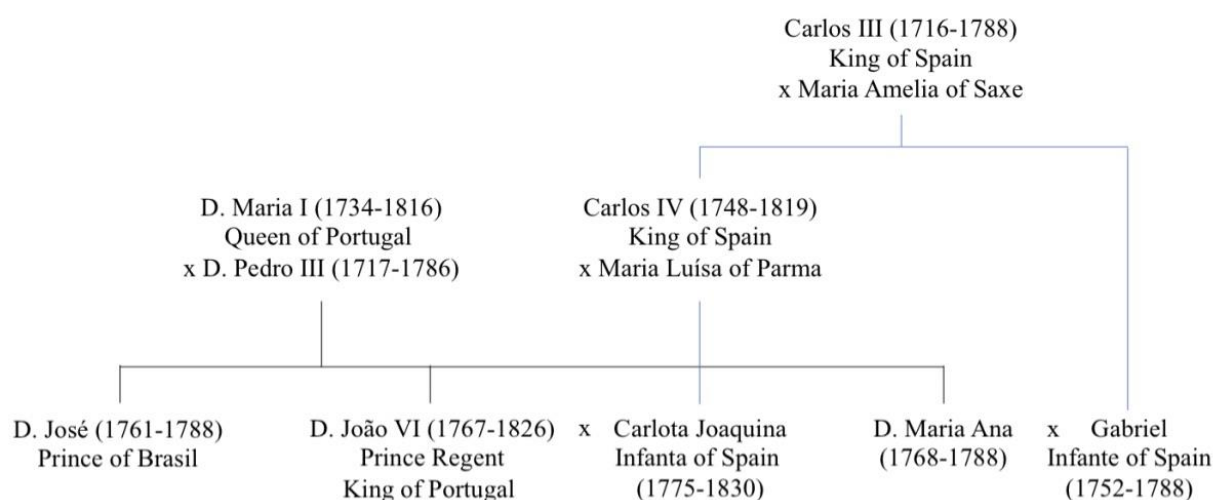 Carlos III (1716-1788)
King of Spain
x Maria Amelia of Saxe
D. Maria I (1734-1816)
Queen of Portugal
x D. Pedro III (1717-1786)
Carlos IV (1748-1819)
King of Spain
x Maria Luísa of Parma
D. José (1761-1788)
Prince of Brasil
D. João VI (1767-1826)
Prince Regent
King of Portugal
x
Carlota Joaquina
Infanta of Spain
(1775-1830)
D. Maria Ana
(1768-1788)
x
Gabriel
Infante of Spain
(1752-1788)